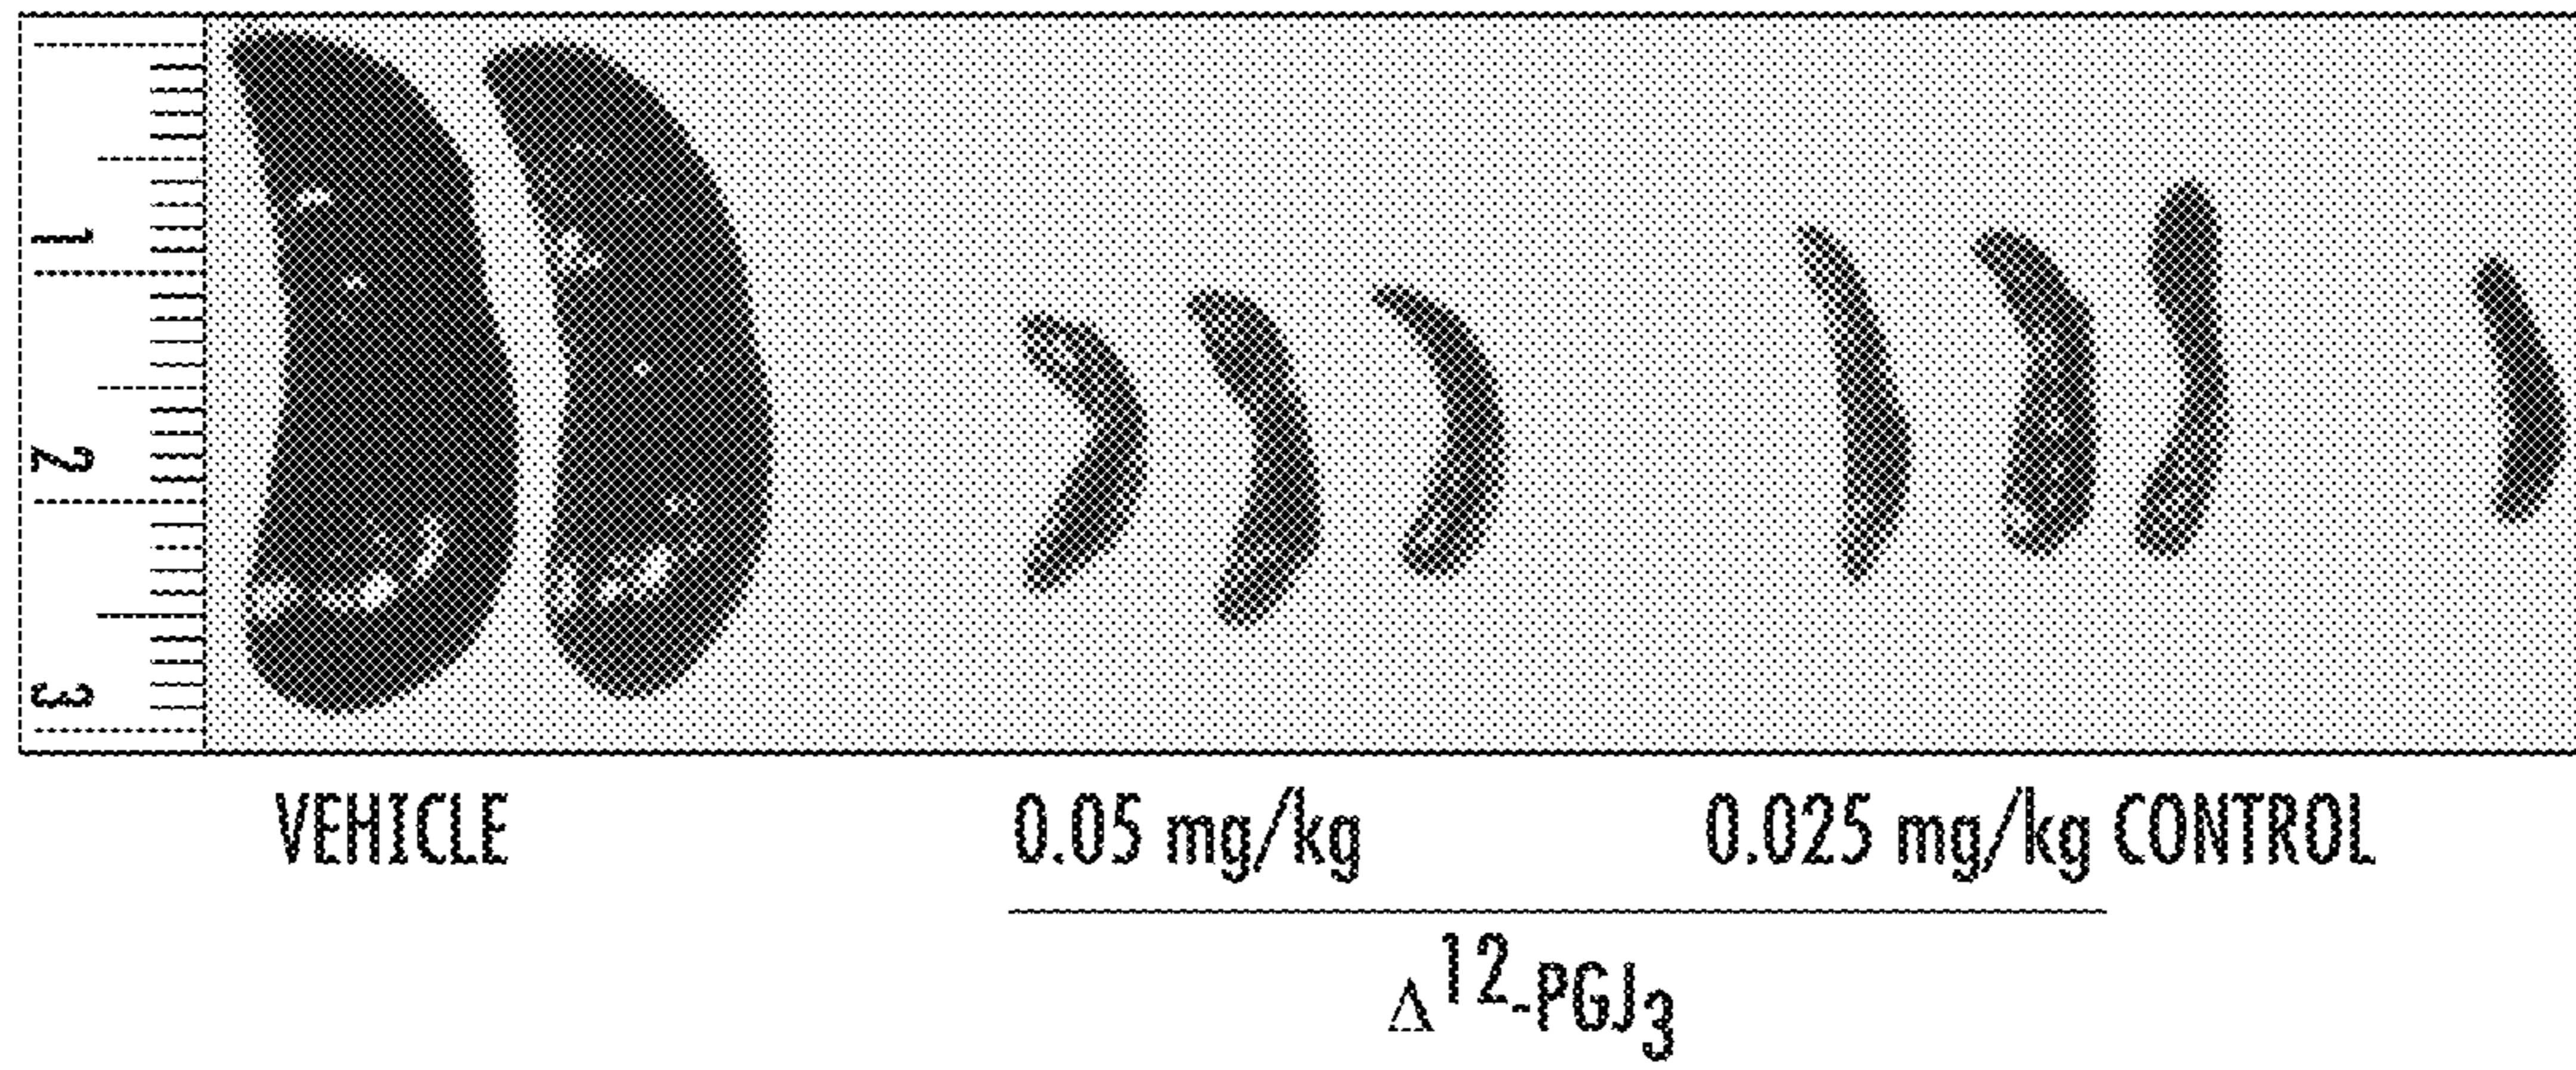 1
2
3
VEHICLE 0.05 mg/kg 0.025 mg/kg CONTROL
Δ12-PGJ3